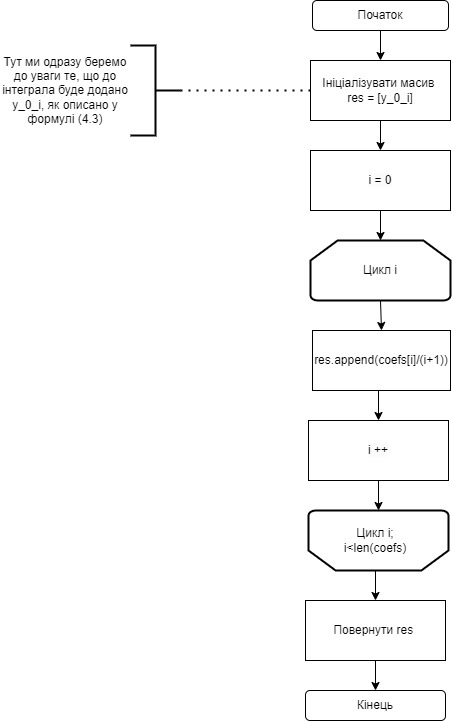 Початок
Тут ми одразу беремо
до уваги те, що до
інтеграла буде додано
y_0_i, як описано у
формулі (4.3)
Ініціалізувати масив
res = [y_0_i]
i = 0
Цикл i
res.append(coefs[i]/(i+1))
i ++
Цикл i;
i<len(coefs)
Повернути res
Кінець